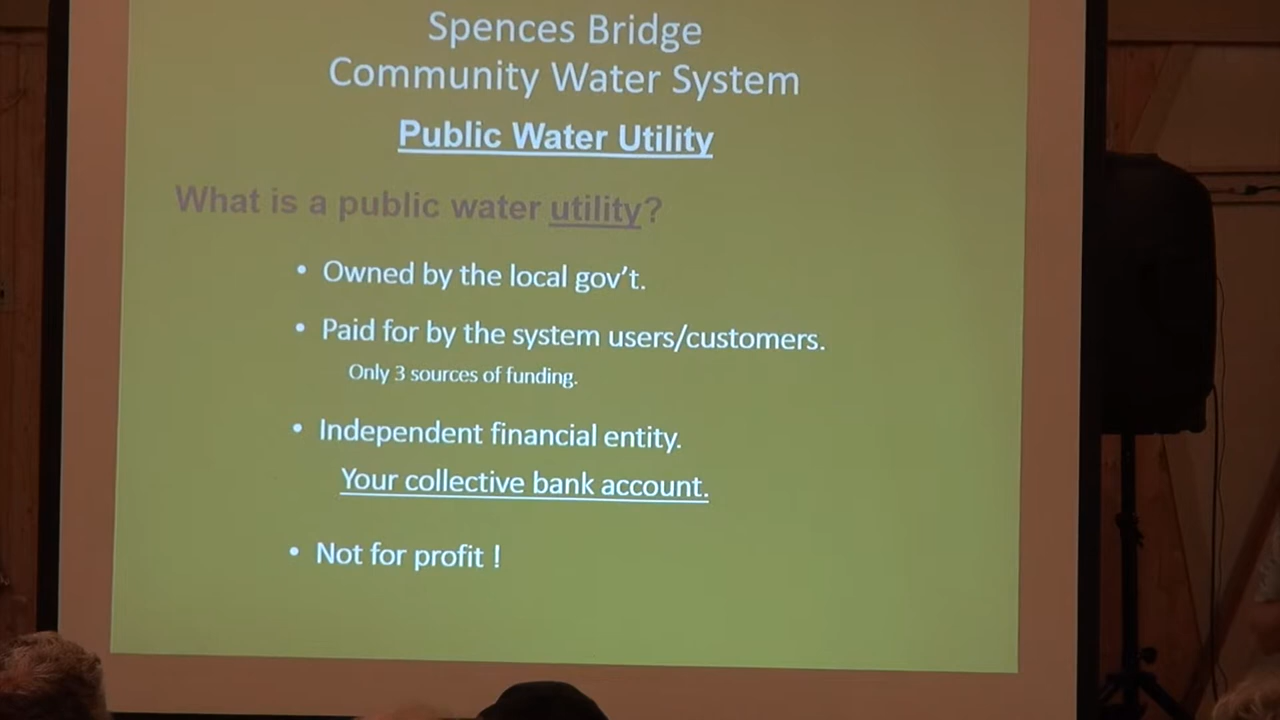 Spences Bridge
Community Water System
Public Water Utility
What is a public water utility?
• Owned by the local gov't.
• Paid for by the system users/customers.
Only 3 sources of funding.
• Independent financial entity.
Your collective bank account.
• Not for profit !